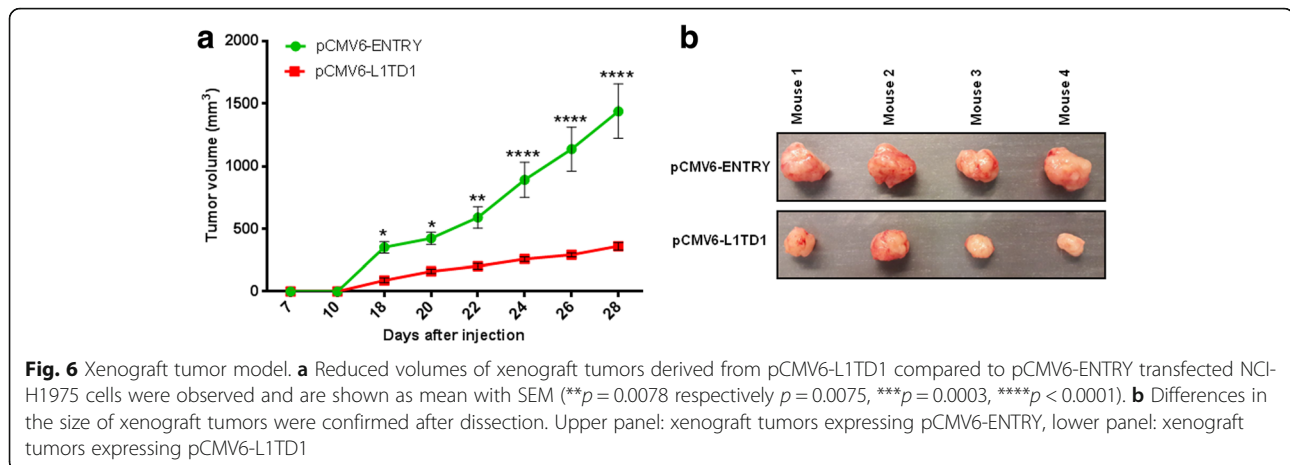 a
b
2000
1500
1000
500
0
Tumor volume (mm³)
pCMV6-ENTRY
pCMV6-L1TD1
*
*
**
****
****
****
7
10
18
20
22
24
26
28
Days after injection
Mouse 1
Mouse 2
Mouse 3
Mouse 4
pCMV6-ENTRY
pCMV6-L1TD1
Fig. 6 Xenograft tumor model. a Reduced volumes of xenograft tumors derived from pCMV6-L1TD1 compared to pCMV6-ENTRY transfected NCI-
H1975 cells were observed and are shown as mean with SEM (**p = 0.0078 respectively p = 0.0075, ***p = 0.0003, ****p < 0.0001). b Differences in
the size of xenograft tumors were confirmed after dissection. Upper panel: xenograft tumors expressing pCMV6-ENTRY, lower panel: xenograft
tumors expressing pCMV6-L1TD1